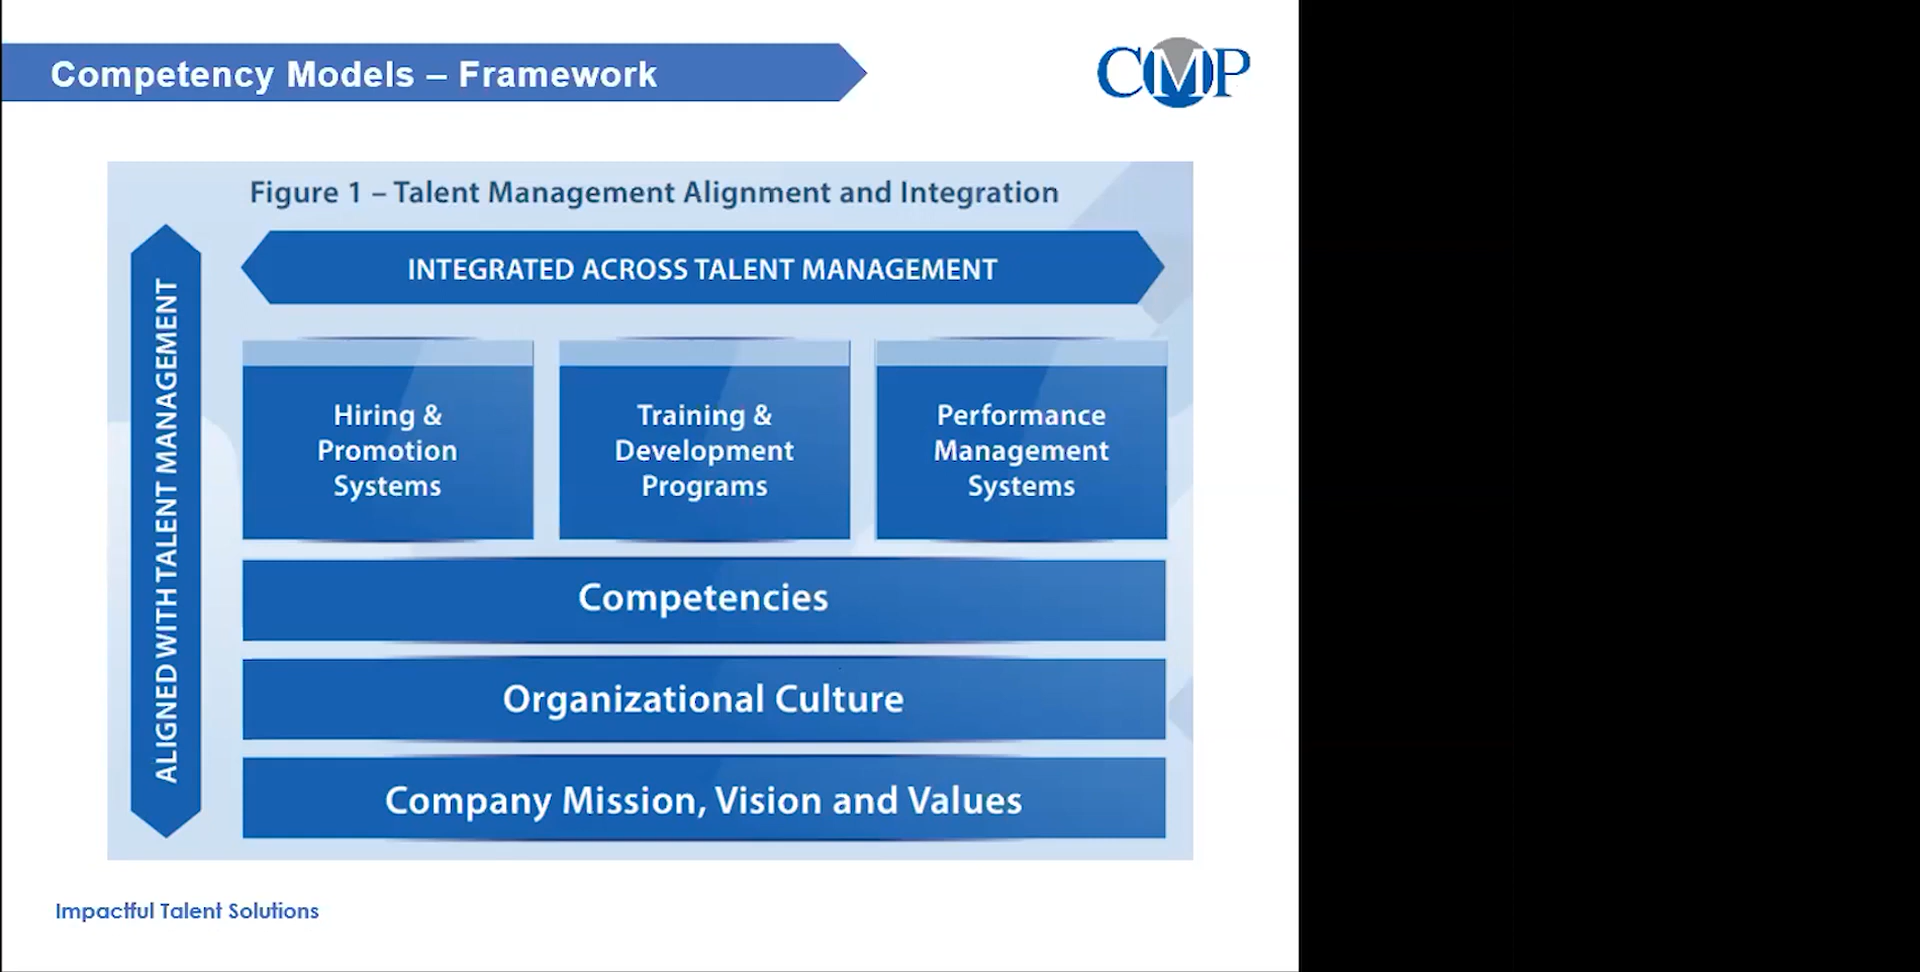 Competency Models – Framework
CMP
Figure 1 – Talent Management Alignment and Integration
ALIGNED WITH TALENT MANAGEMENT
INTEGRATED ACROSS TALENT MANAGEMENT
Hiring &
Promotion
Systems
Training &
Development
Programs
Performance
Management
Systems
Competencies
Organizational Culture
Company Mission, Vision and Values
Impactful Talent Solutions